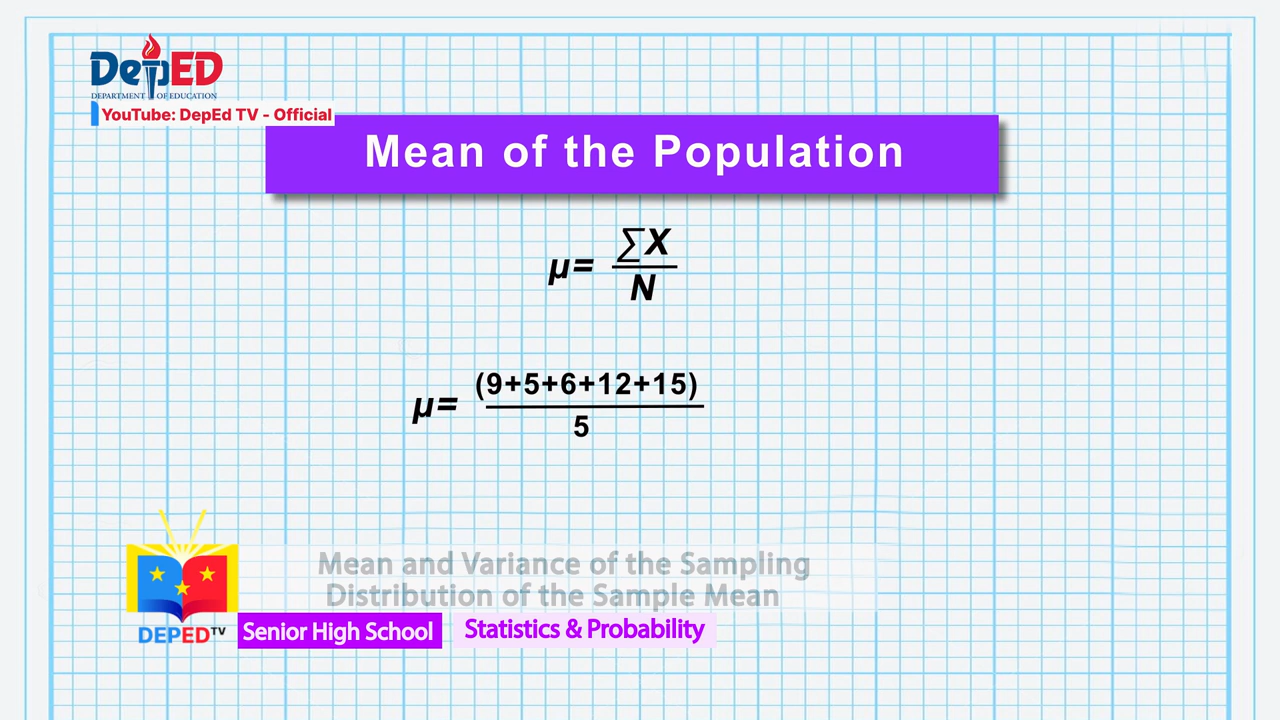 DepED
DEPARTMENT OF EDUCATION
YouTube: DepEd TV - Official
Mean of the Population
μ= ∑X
N
μ= (9+5+6+12+15)
5
Mean and Variance of the Sampling
Distribution of the Sample Mean
DEPED TV
Senior High School
Statistics & Probability